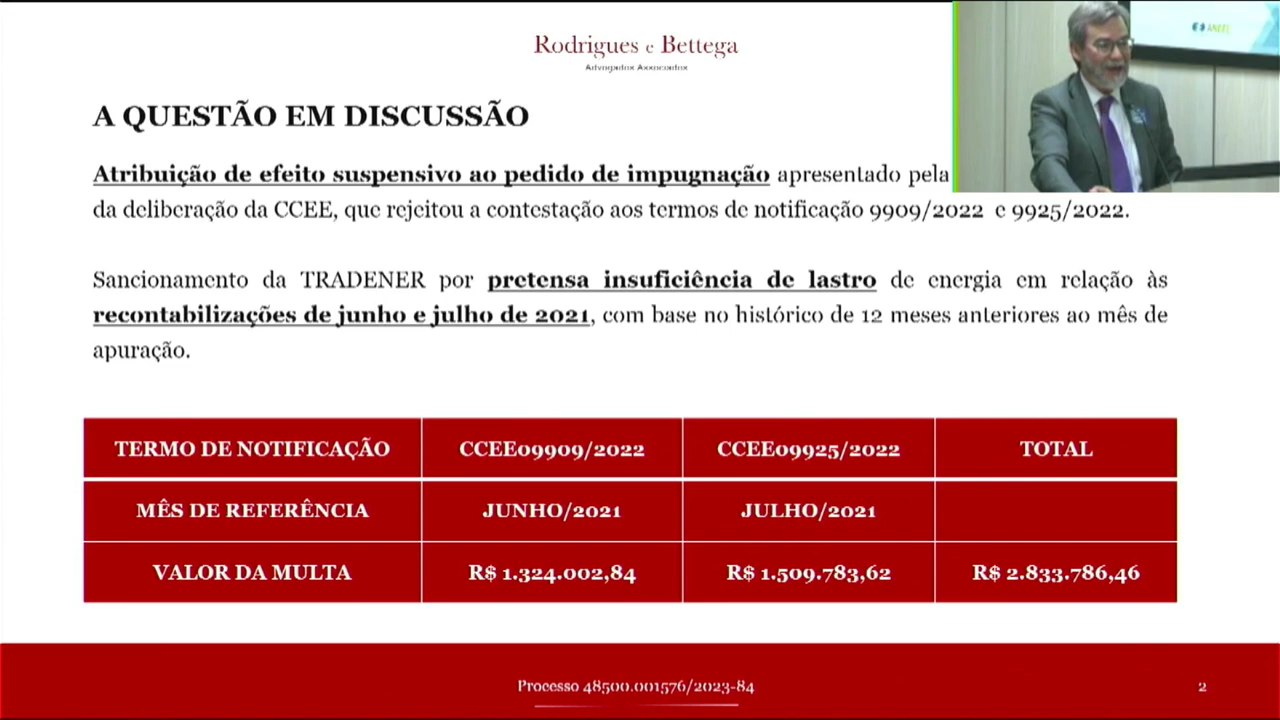 Rodrigues e Bettega
Advogados Associados
ANEEL
A QUESTÃO EM DISCUSSÃO
Atribuição de efeito suspensivo ao pedido de impugnação apresentado pela
da deliberação da CCEE, que rejeitou a contestação aos termos de notificação 9909/2022 e 9925/2022.
Sancionamento da TRADENER por pretensa insuficiência de lastro de energia em relação às
recontabilizações de junho e julho de 2021, com base no histórico de 12 meses anteriores ao mês de
apuração.
TERMO DE NOTIFICAÇÃO CCEE09909/2022 CCEE09925/2022 TOTAL
MÊS DE REFERÊNCIA JUNHO/2021 JULHO/2021
VALOR DA MULTA R$ 1.324.002,84 R$ 1.509.783,62 R$ 2.833.786,46
Processo 48500.001576/2023-84
2